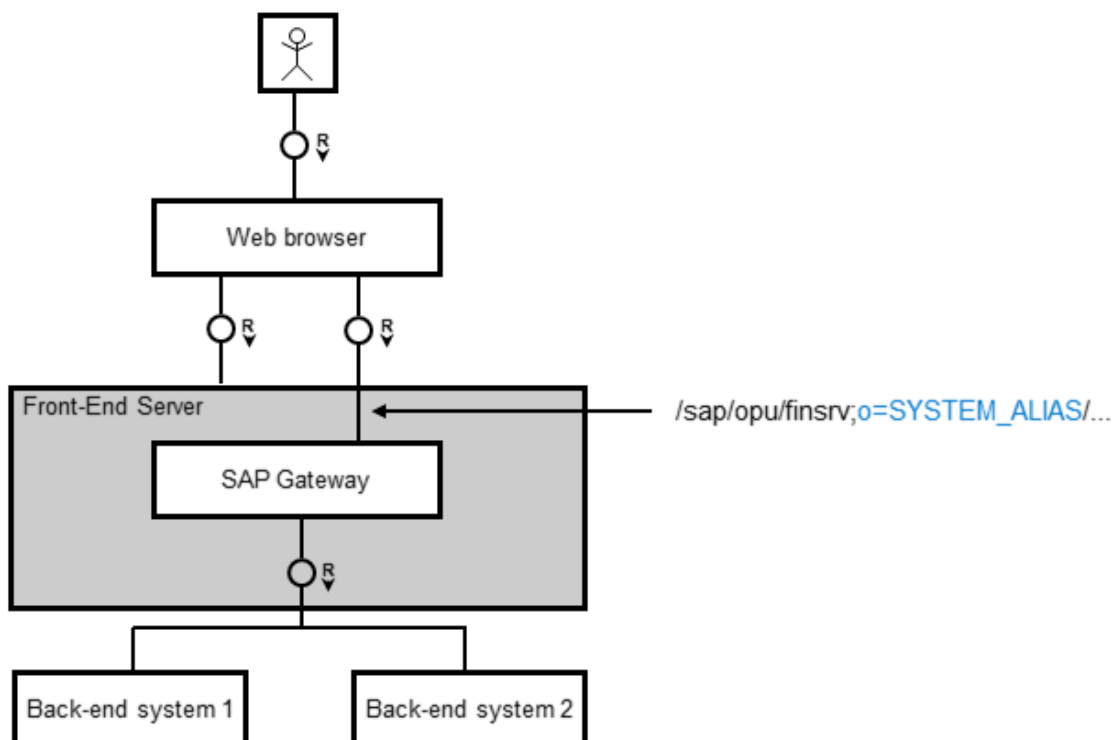 R
Web browser
R
R
Front-End Server
/sap/opu/finsrv;o=SYSTEM_ALIAS/...
SAP Gateway
R
Back-end system 1
Back-end system 2